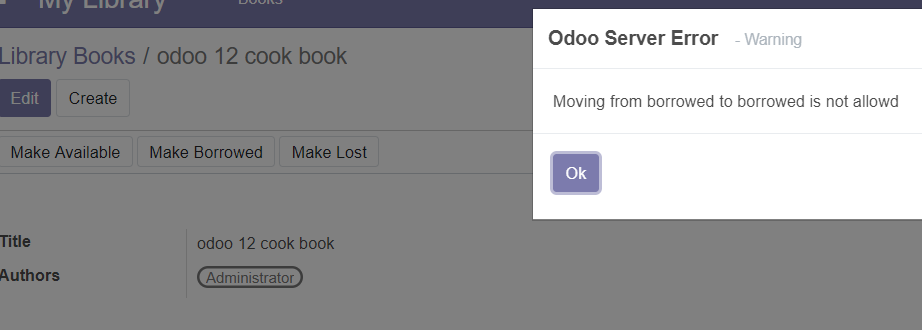 My Library Books
Odoo Server Error - Warning
Library Books / odoo 12 cook book
Edit Create
Moving from borrowed to borrowed is not allowd
Make Available Make Borrowed Make Lost
Ok
Title odoo 12 cook book
Authors Administrator